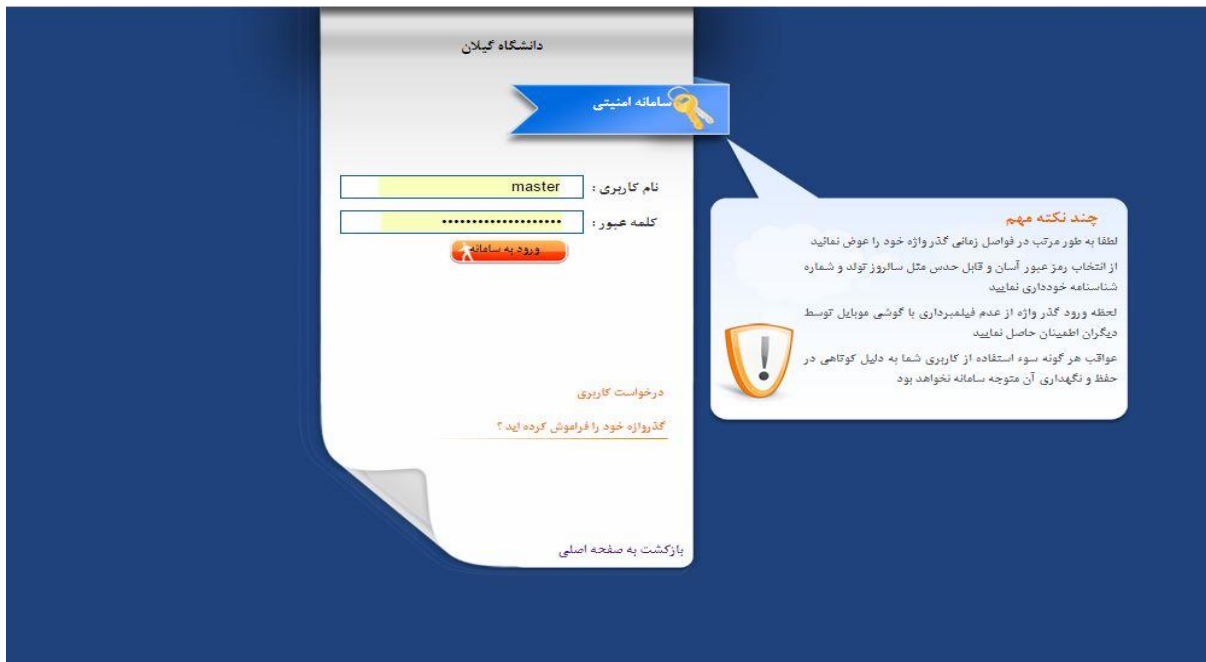 دانشگاه گیلان
سامانه امنیتی
نام کاربری : master
کلمه عبور : ••••••••••••••••••••
ورود به سامانه
چند نکته مهم
لطفا به طور مرتب در فواصل زمانی گذر واژه خود را عوض نمائید
از انتخاب رمز عبور آسان و قابل حدس مثل سالروز تولد و شماره
شناسنامه خودداری نمایید
لحظه ورود گذر واژه از عدم فیلمبرداری با گوشی موبایل توسط
دیگران اطمینان حاصل نمایید
عواقب هر گونه سوء استفاده از کاربری شما به دلیل کوتاهی در
حفظ و نگهداری آن متوجه سامانه نخواهد بود
درخواست کاربری
گذرواژه خود را فراموش کرده اید ؟
بازگشت به صفحه اصلی